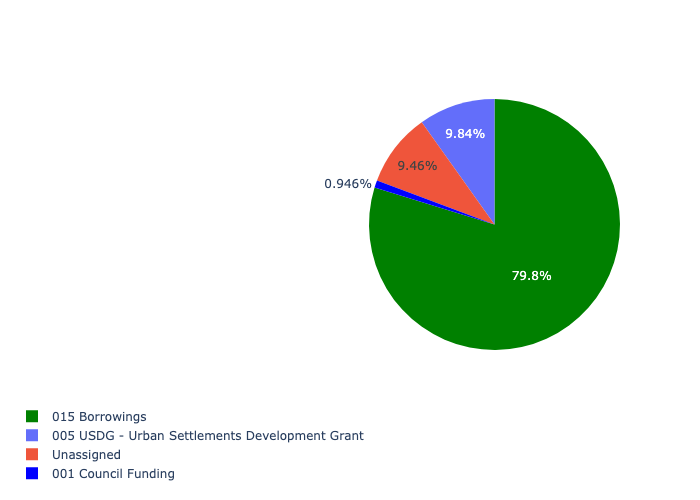 9.84%
9.46%
0.946%
79.8%
015 Borrowings
005 USDG - Urban Settlements Development Grant
Unassigned
001 Council Funding